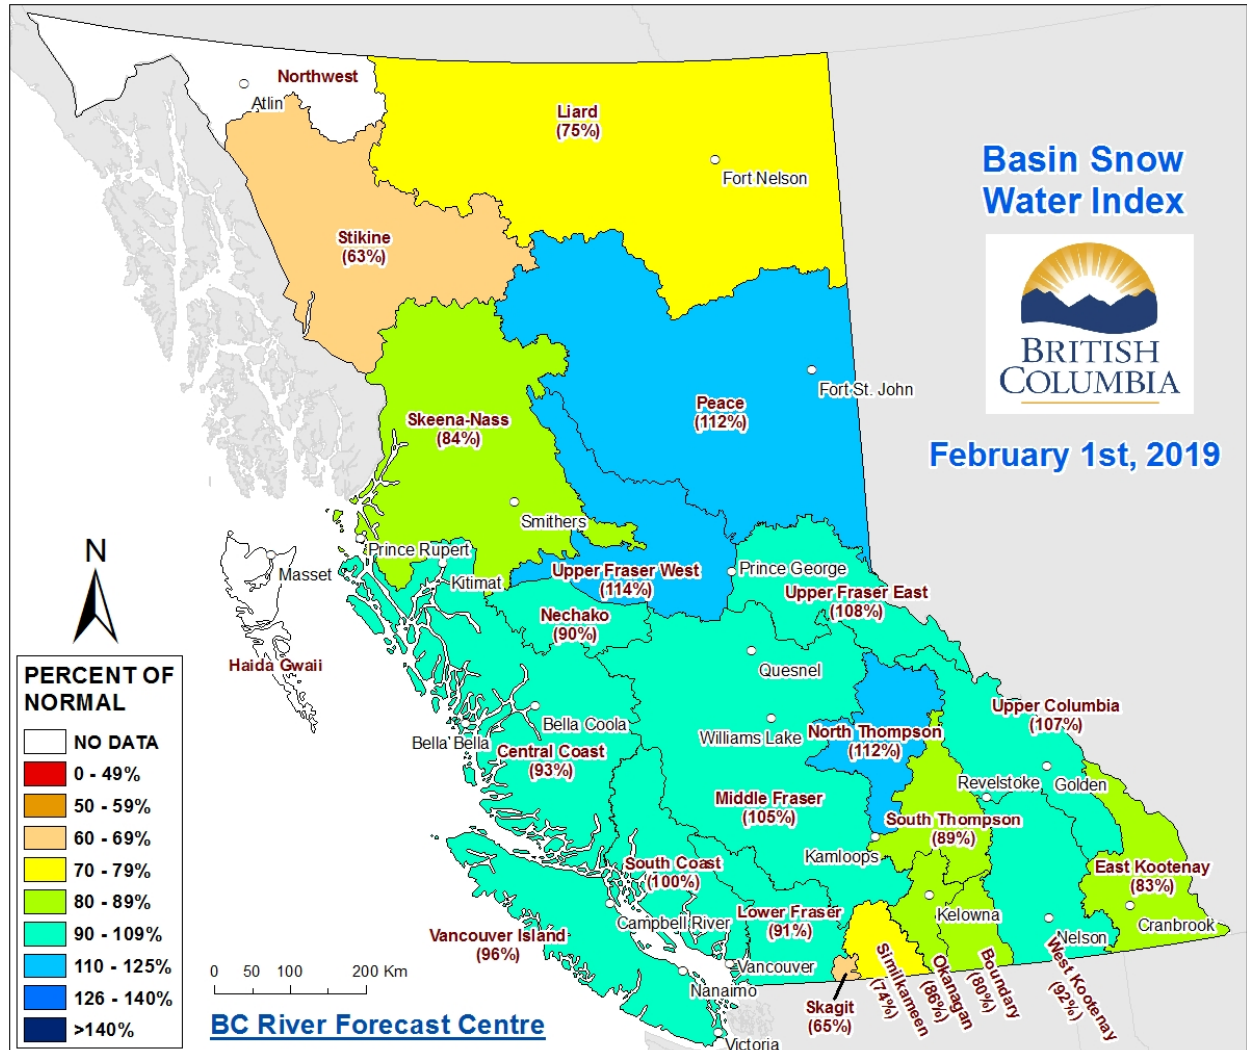 Northwest
Atlin
Liard
(75%)
Fort Nelson
Basin Snow
Water Index
BRITISH
COLUMBIA
February 1st, 2019
Stikine
(63%)
Peace
(112%)
Fort St. John
Skeena-Nass
(84%)
Smithers
Prince Rupert
Kitimat
Masset
Haida Gwaii
Upper Fraser West
(114%)
Prince George
Upper Fraser East
(108%)
Nechako
(90%)
Quesnel
Bella Coola
Bella Bella
Central Coast
(93%)
Williams Lake
North Thompson
(112%)
Upper Columbia
(107%)
Revelstoke
Golden
Middle Fraser
(105%)
South Thompson
(89%)
Kamloops
East Kootenay
(83%)
Cranbrook
South Coast
(100%)
Campbell River
Lower Fraser
(91%)
Kelowna
Nelson
Vancouver Island
(96%)
Vancouver
Nanaimo
Victoria
Skagit
(65%)
Similkameen
(74%)
Okanagan
(86%)
Boundary
(80%)
West Kootenay
(92%)
N
PERCENT OF
NORMAL
NO DATA
0 - 49%
50 - 59%
60 - 69%
70 - 79%
80 - 89%
90 - 109%
110 - 125%
126 - 140%
>140%
0 50 100 200 Km
BC River Forecast Centre